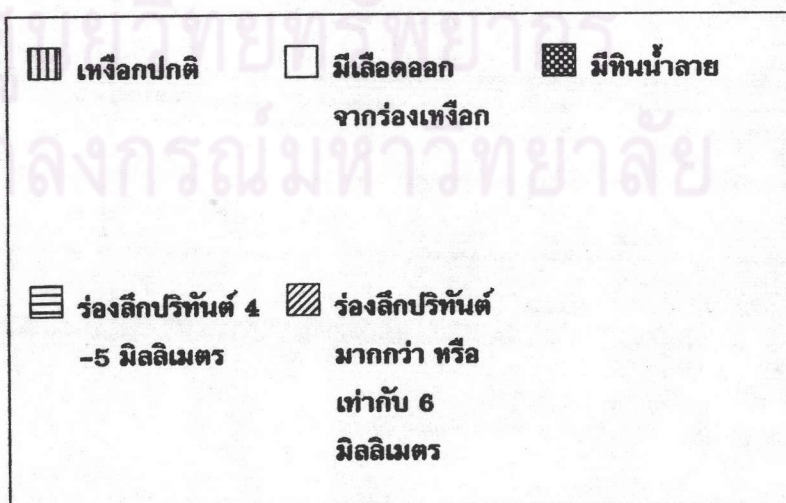 เหงือกปกติ
มีเลือดออก
จากร่องเหงือก
มีหินน้ำลาย
ร่องลึกปริทันต์ 4
-5 มิลลิเมตร
ร่องลึกปริทันต์
มากกว่า หรือ
เท่ากับ 6
มิลลิเมตร